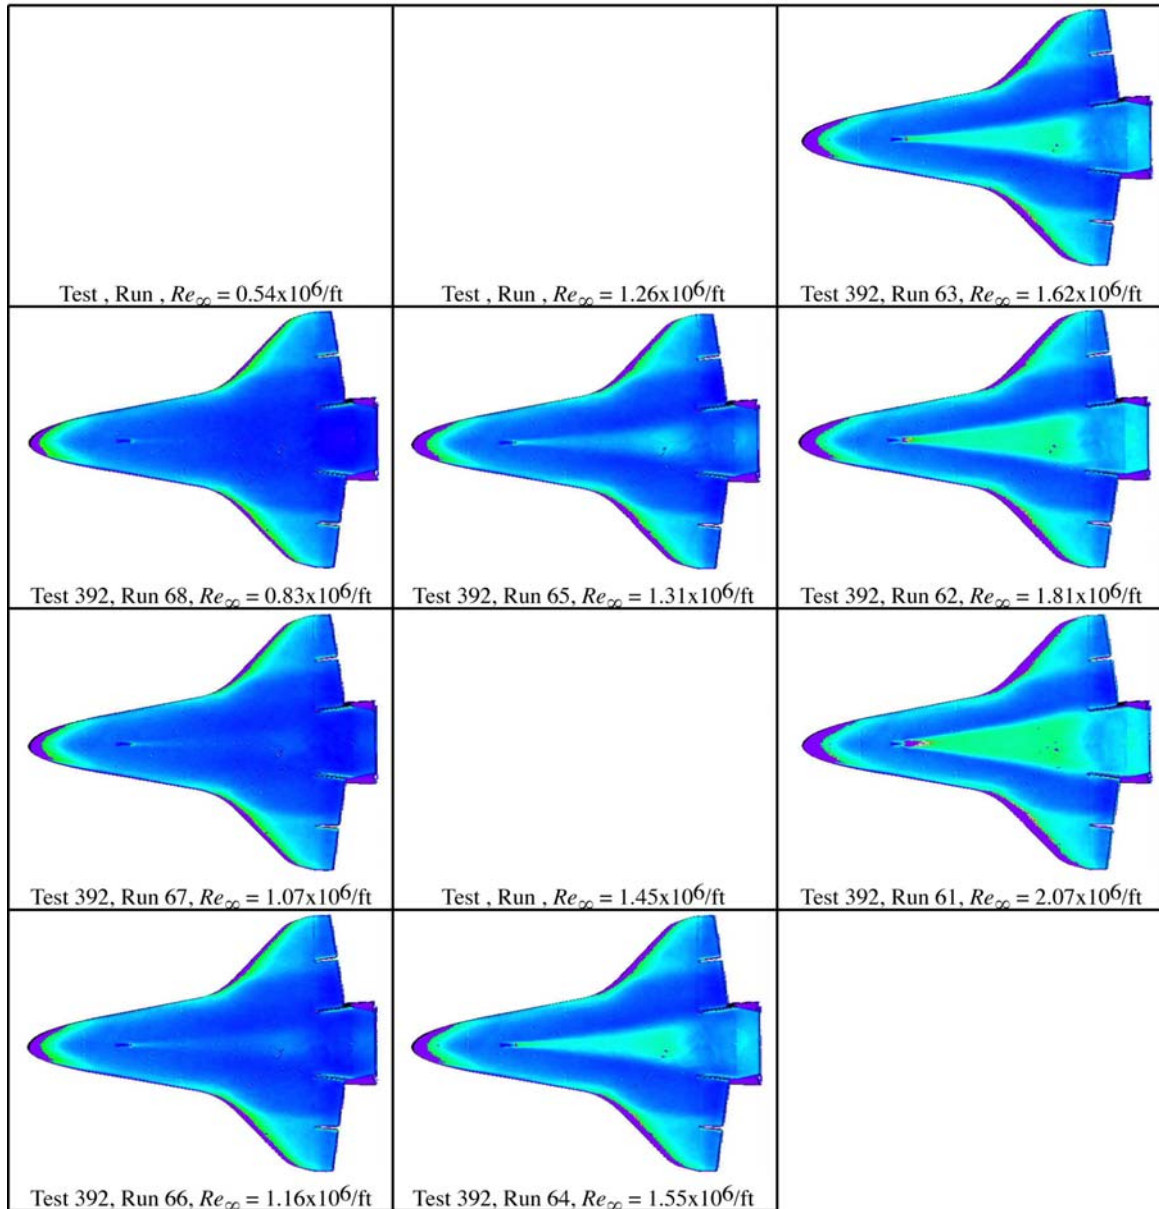 Test , Run , Re∞ = 0.54x10⁶/ft
Test , Run , Re∞ = 1.26x10⁶/ft
Test 392, Run 63, Re∞ = 1.62x10⁶/ft
Test 392, Run 68, Re∞ = 0.83x10⁶/ft
Test 392, Run 65, Re∞ = 1.31x10⁶/ft
Test 392, Run 62, Re∞ = 1.81x10⁶/ft
Test 392, Run 67, Re∞ = 1.07x10⁶/ft
Test , Run , Re∞ = 1.45x10⁶/ft
Test 392, Run 61, Re∞ = 2.07x10⁶/ft
Test 392, Run 66, Re∞ = 1.16x10⁶/ft
Test 392, Run 64, Re∞ = 1.55x10⁶/ft